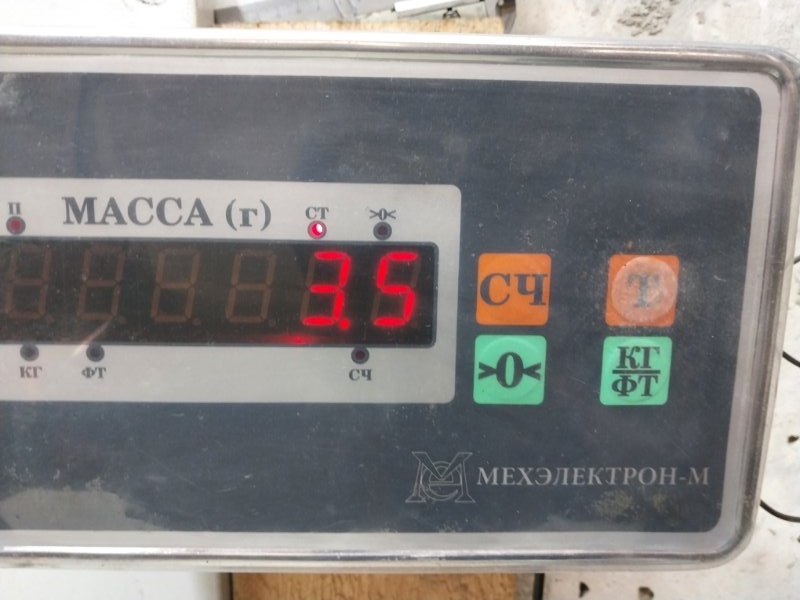 П МАССА (г) СТ >0<
3.5
КГ ФТ СЧ
СЧ Т
>0< КГ/ФТ
МЕХЭЛЕКТРОН-М